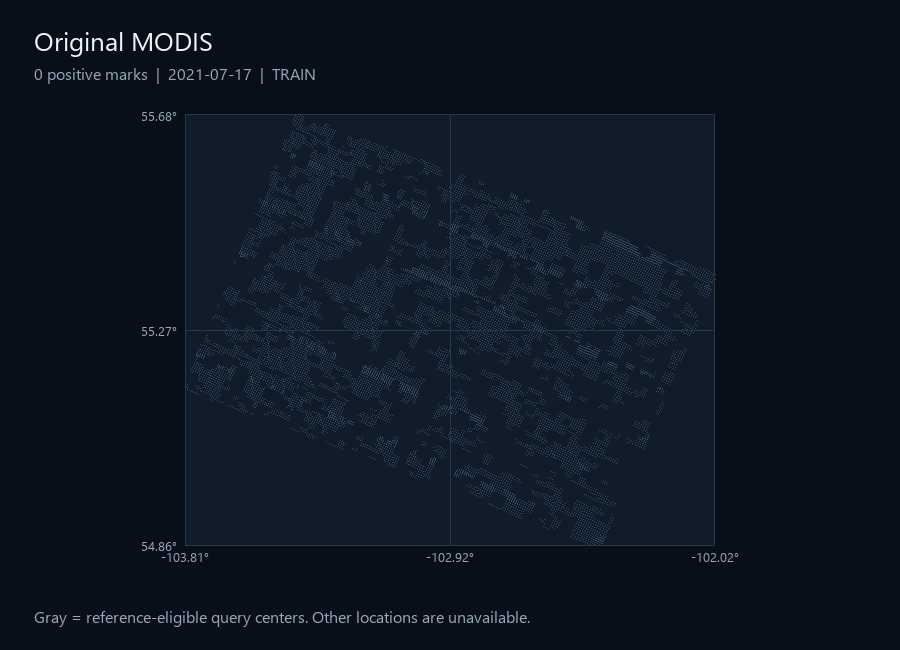 Original MODIS
0 positive marks | 2021-07-17 | TRAIN
55.68°
55.27°
54.86°
-103.81°
-102.92°
-102.02°
Gray = reference-eligible query centers. Other locations are unavailable.